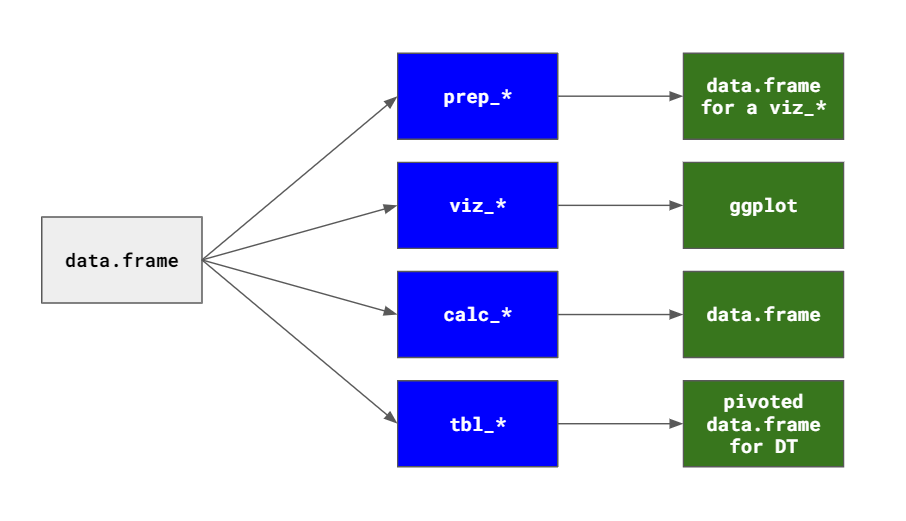 data.frame
prep_*
data.frame
for a viz_*
viz_*
ggplot
calc_*
data.frame
tbl_*
pivoted
data.frame
for DT